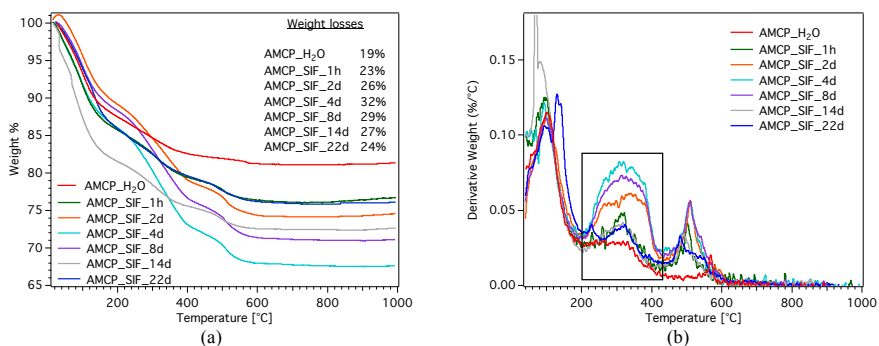 Weight losses
AMCP_H₂O 19%
AMCP_SIF_1h 23%
AMCP_SIF_2d 26%
AMCP_SIF_4d 32%
AMCP_SIF_8d 29%
AMCP_SIF_14d 27%
AMCP_SIF_22d 24%
AMCP_H₂O
AMCP_SIF_1h
AMCP_SIF_2d
AMCP_SIF_4d
AMCP_SIF_8d
AMCP_SIF_14d
AMCP_SIF_22d
Weight %
100
95
90
85
80
75
70
65
200 400 600 800 1000
Temperature [°C]
(a)
AMCP_H₂O
AMCP_SIF_1h
AMCP_SIF_2d
AMCP_SIF_4d
AMCP_SIF_8d
AMCP_SIF_14d
AMCP_SIF_22d
Derivative Weight (%/°C)
0.15
0.10
0.05
0.00
200 400 600 800 1000
Temperature [°C]
(b)